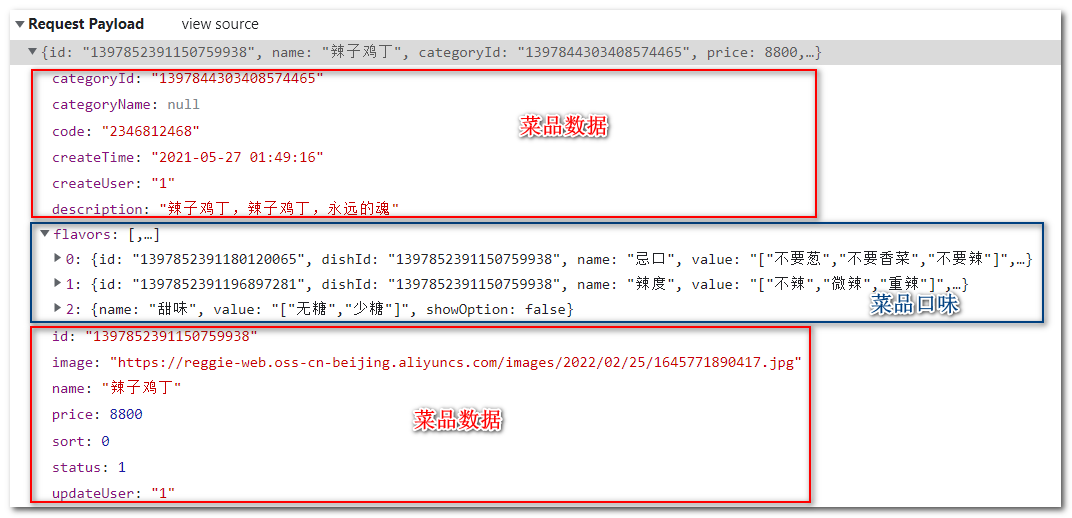 Request Payload view source
{id: "1397852391150759938", name: "辣子鸡丁", categoryId: "1397844303408574465", price: 8800,…}
categoryId: "1397844303408574465"
categoryName: null
code: "2346812468"
菜品数据
createTime: "2021-05-27 01:49:16"
createUser: "1"
description: "辣子鸡丁，辣子鸡丁，永远的魂"
flavors: [,…]
0: {id: "1397852391180120065", dishId: "1397852391150759938", name: "忌口", value: "["不要葱","不要香菜","不要辣"]",…}
1: {id: "1397852391196897281", dishId: "1397852391150759938", name: "辣度", value: "["不辣","微辣","重辣"]",…}
2: {name: "甜味", value: "["无糖","少糖"]", showOption: false}
菜品口味
id: "1397852391150759938"
image: "https://reggie-web.oss-cn-beijing.aliyuncs.com/images/2022/02/25/1645771890417.jpg"
name: "辣子鸡丁"
price: 8800
菜品数据
sort: 0
status: 1
updateUser: "1"